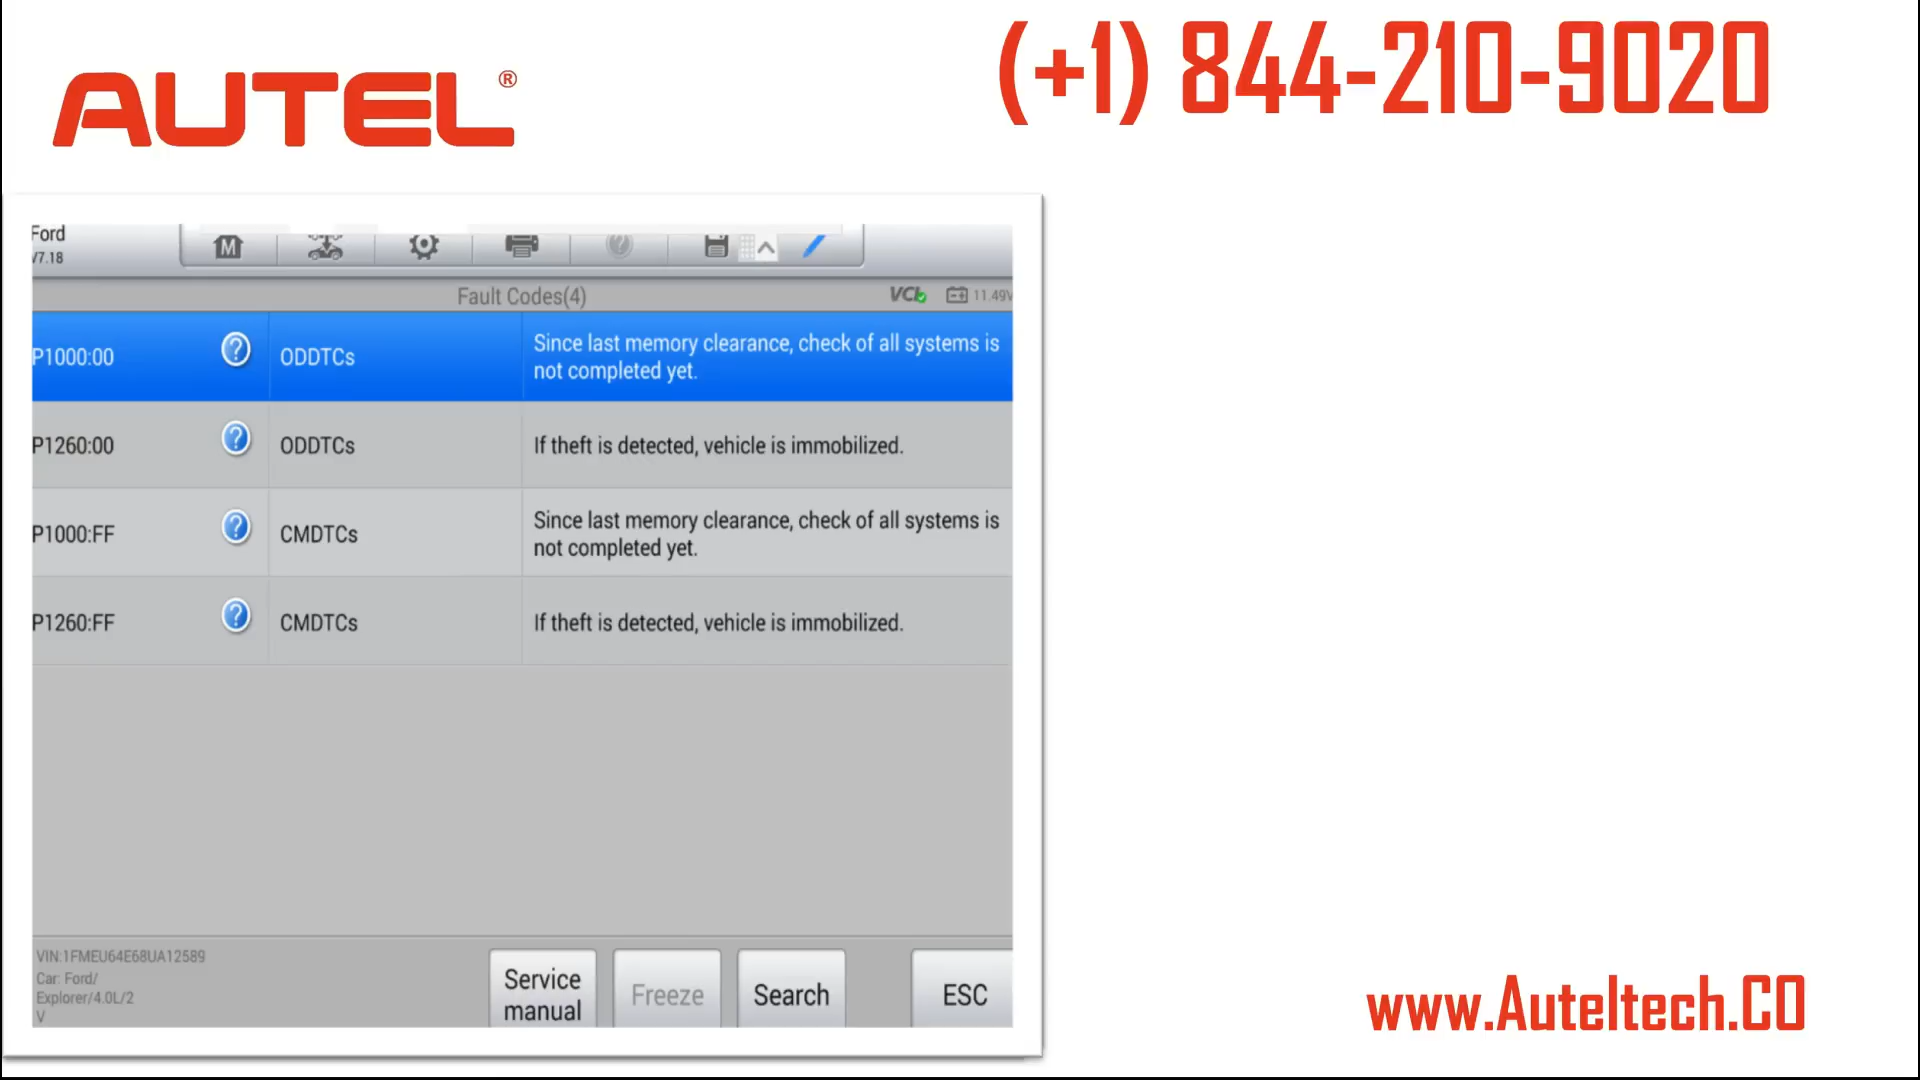 AUTEL®
(+1) 844-210-9020
Ford
V7.18
M
Fault Codes(4)
VCI
11.49V
P1000:00
?
ODDTCs
Since last memory clearance, check of all systems is
not completed yet.
P1260:00
?
ODDTCs
If theft is detected, vehicle is immobilized.
P1000:FF
?
CMDTCs
Since last memory clearance, check of all systems is
not completed yet.
P1260:FF
?
CMDTCs
If theft is detected, vehicle is immobilized.
VIN:1FMEU64E68UA12589
Car: Ford/
Explorer/4.0L/2
V
Service
manual
Freeze
Search
ESC
www.Auteltech.CO